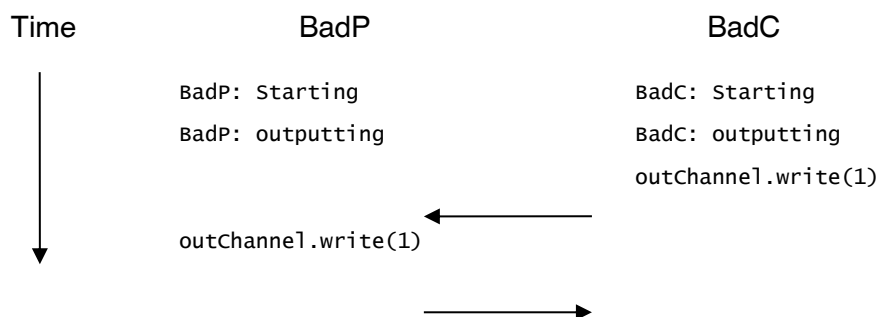 Time BadP BadC
BadP: Starting BadC: Starting
BadP: outputting BadC: outputting
outChannel.write(1)
outChannel.write(1)